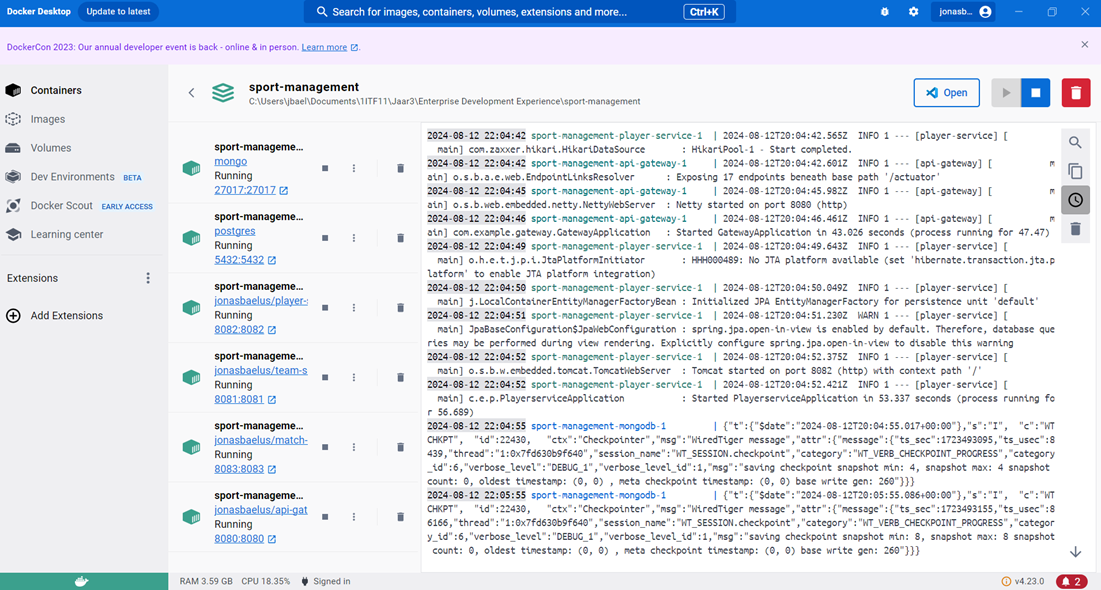 Docker Desktop Update to latest Search for images, containers, volumes, extensions and more... Ctrl+K jonasb...
DockerCon 2023: Our annual developer event is back - online & in person. Learn more
Containers
Images
Volumes
Dev Environments BETA
Docker Scout EARLY ACCESS
Learning center
Extensions
Add Extensions
sport-management
C:\Users\jbael\Documents\1ITF11\Jaar3\Enterprise Development Experience\sport-management
Open
sport-manageme...
mongo
Running
27017:27017
sport-manageme...
postgres
Running
5432:5432
sport-manageme...
jonasbaelus/player-
Running
8082:8082
sport-manageme...
jonasbaelus/team-s
Running
8081:8081
sport-manageme...
jonasbaelus/match-
Running
8083:8083
sport-manageme...
jonasbaelus/api-gat
Running
8080:8080
2024-08-12 22:04:42 sport-management-player-service-1 | 2024-08-12T20:04:42.565Z INFO 1 --- [player-service] [
main] com.zaxxer.hikari.HikariDataSource : HikariPool-1 - Start completed.
2024-08-12 22:04:42 sport-management-api-gateway-1 | 2024-08-12T20:04:42.601Z INFO 1 --- [api-gateway] [ m
ain] o.s.b.a.e.web.EndpointLinksResolver : Exposing 17 endpoints beneath base path '/actuator'
2024-08-12 22:04:45 sport-management-api-gateway-1 | 2024-08-12T20:04:45.982Z INFO 1 --- [api-gateway] [ m
ain] o.s.b.web.embedded.netty.NettyWebServer : Netty started on port 8080 (http)
2024-08-12 22:04:46 sport-management-api-gateway-1 | 2024-08-12T20:04:46.461Z INFO 1 --- [api-gateway] [ m
ain] com.example.gateway.GatewayApplication : Started GatewayApplication in 43.026 seconds (process running for 47.47)
2024-08-12 22:04:49 sport-management-player-service-1 | 2024-08-12T20:04:49.643Z INFO 1 --- [player-service] [
main] o.h.e.t.j.p.i.JtaPlatformInitiator : HHH000489: No JTA platform available (set 'hibernate.transaction.jta.p
latform' to enable JTA platform integration)
2024-08-12 22:04:50 sport-management-player-service-1 | 2024-08-12T20:04:50.049Z INFO 1 --- [player-service] [
main] j.LocalContainerEntityManagerFactoryBean : Initialized JPA EntityManagerFactory for persistence unit 'default'
2024-08-12 22:04:51 sport-management-player-service-1 | 2024-08-12T20:04:51.230Z WARN 1 --- [player-service] [
main] JpaBaseConfiguration$JpaWebConfiguration : spring.jpa.open-in-view is enabled by default. Therefore, database que
ries may be performed during view rendering. Explicitly configure spring.jpa.open-in-view to disable this warning
2024-08-12 22:04:52 sport-management-player-service-1 | 2024-08-12T20:04:52.375Z INFO 1 --- [player-service] [
main] o.s.b.w.embedded.tomcat.TomcatWebServer : Tomcat started on port 8082 (http) with context path '/'
2024-08-12 22:04:52 sport-management-player-service-1 | 2024-08-12T20:04:52.421Z INFO 1 --- [player-service] [
main] c.e.p.PlayerserviceApplication : Started PlayerserviceApplication in 53.337 seconds (process running fo
r 56.689)
2024-08-12 22:04:55 sport-management-mongodb-1 | {"t":{"$date":"2024-08-12T20:04:55.017+00:00"},"s":"I", "c":"WT
CHKPT", "id":22430, "ctx":"Checkpointer","msg":"WiredTiger message","attr":{"message":{"ts_sec":1723493095,"ts_usec":1
8439,"thread":"1:0x7fd630b9f640","session_name":"WT_SESSION.checkpoint","category":"WT_VERB_CHECKPOINT_PROGRESS","category
_id":6,"verbose_level":"DEBUG_1","verbose_level_id":1,"msg":"saving checkpoint snapshot min: 4, snapshot max: 4 snapshot
count: 0, oldest timestamp: (0, 0) , meta checkpoint timestamp: (0, 0) base write gen: 260"}}}
2024-08-12 22:05:55 sport-management-mongodb-1 | {"t":{"$date":"2024-08-12T20:05:55.086+00:00"},"s":"I", "c":"WT
CHKPT", "id":22430, "ctx":"Checkpointer","msg":"WiredTiger message","attr":{"message":{"ts_sec":1723493155,"ts_usec":8
6166,"thread":"1:0x7fd630b9f640","session_name":"WT_SESSION.checkpoint","category":"WT_VERB_CHECKPOINT_PROGRESS","categor
y_id":6,"verbose_level":"DEBUG_1","verbose_level_id":1,"msg":"saving checkpoint snapshot min: 8, snapshot max: 8 snapshot
count: 0, oldest timestamp: (0, 0) , meta checkpoint timestamp: (0, 0) base write gen: 260"}}}
RAM 3.59 GB CPU 18.35% Signed in v4.23.0 2